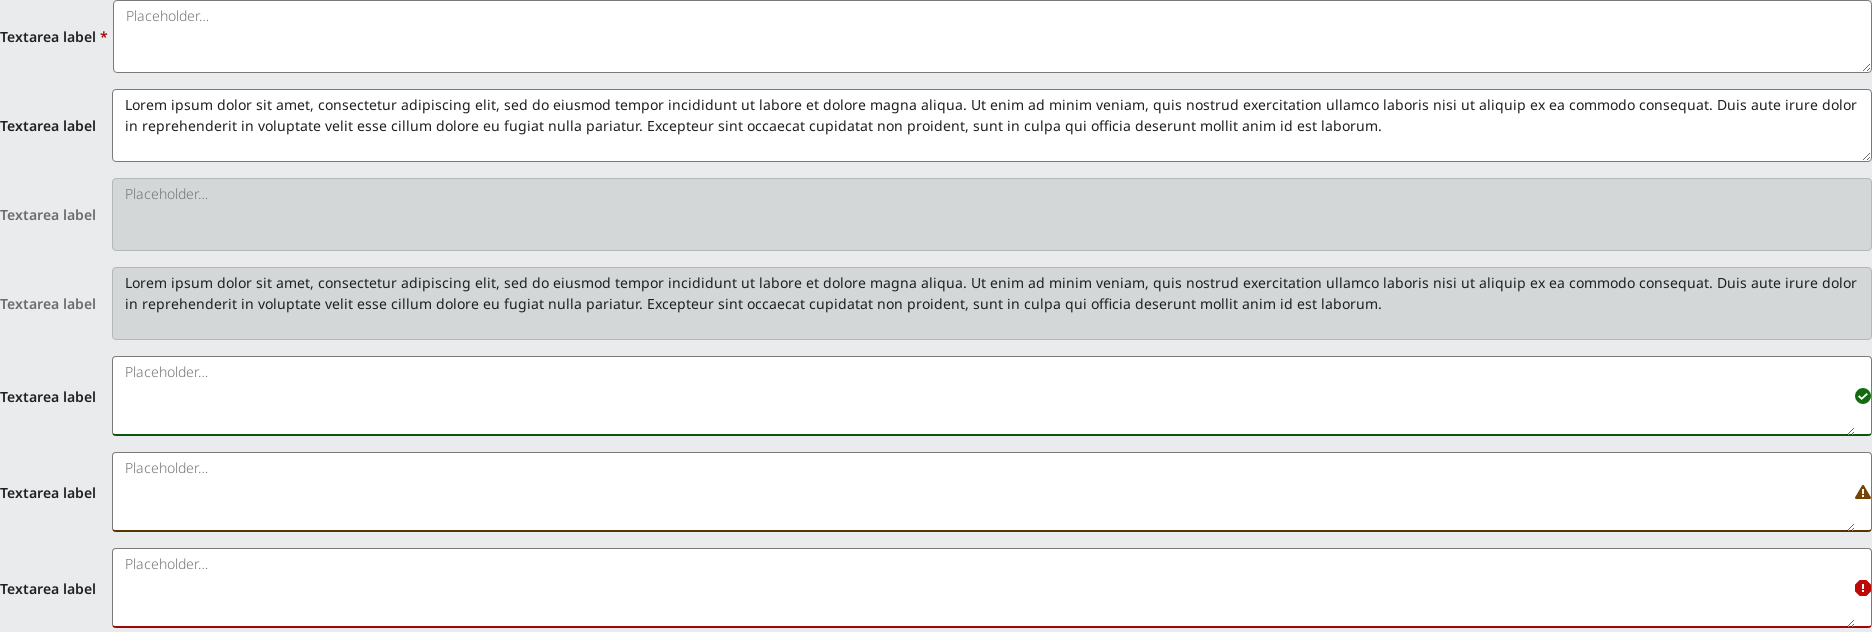 Placeholder...
Textarea label *
Lorem ipsum dolor sit amet, consectetur adipiscing elit, sed do eiusmod tempor incididunt ut labore et dolore magna aliqua. Ut enim ad minim veniam, quis nostrud exercitation ullamco laboris nisi ut aliquip ex ea commodo consequat. Duis aute irure dolor
Textarea label
in reprehenderit in voluptate velit esse cillum dolore eu fugiat nulla pariatur. Excepteur sint occaecat cupidatat non proident, sunt in culpa qui officia deserunt mollit anim id est laborum.
Placeholder...
Textarea label
Lorem ipsum dolor sit amet, consectetur adipiscing elit, sed do eiusmod tempor incididunt ut labore et dolore magna aliqua. Ut enim ad minim veniam, quis nostrud exercitation ullamco laboris nisi ut aliquip ex ea commodo consequat. Duis aute irure dolor
Textarea label
in reprehenderit in voluptate velit esse cillum dolore eu fugiat nulla pariatur. Excepteur sint occaecat cupidatat non proident, sunt in culpa qui officia deserunt mollit anim id est laborum.
Placeholder...
Textarea label
Placeholder...
Textarea label
Placeholder...
Textarea label